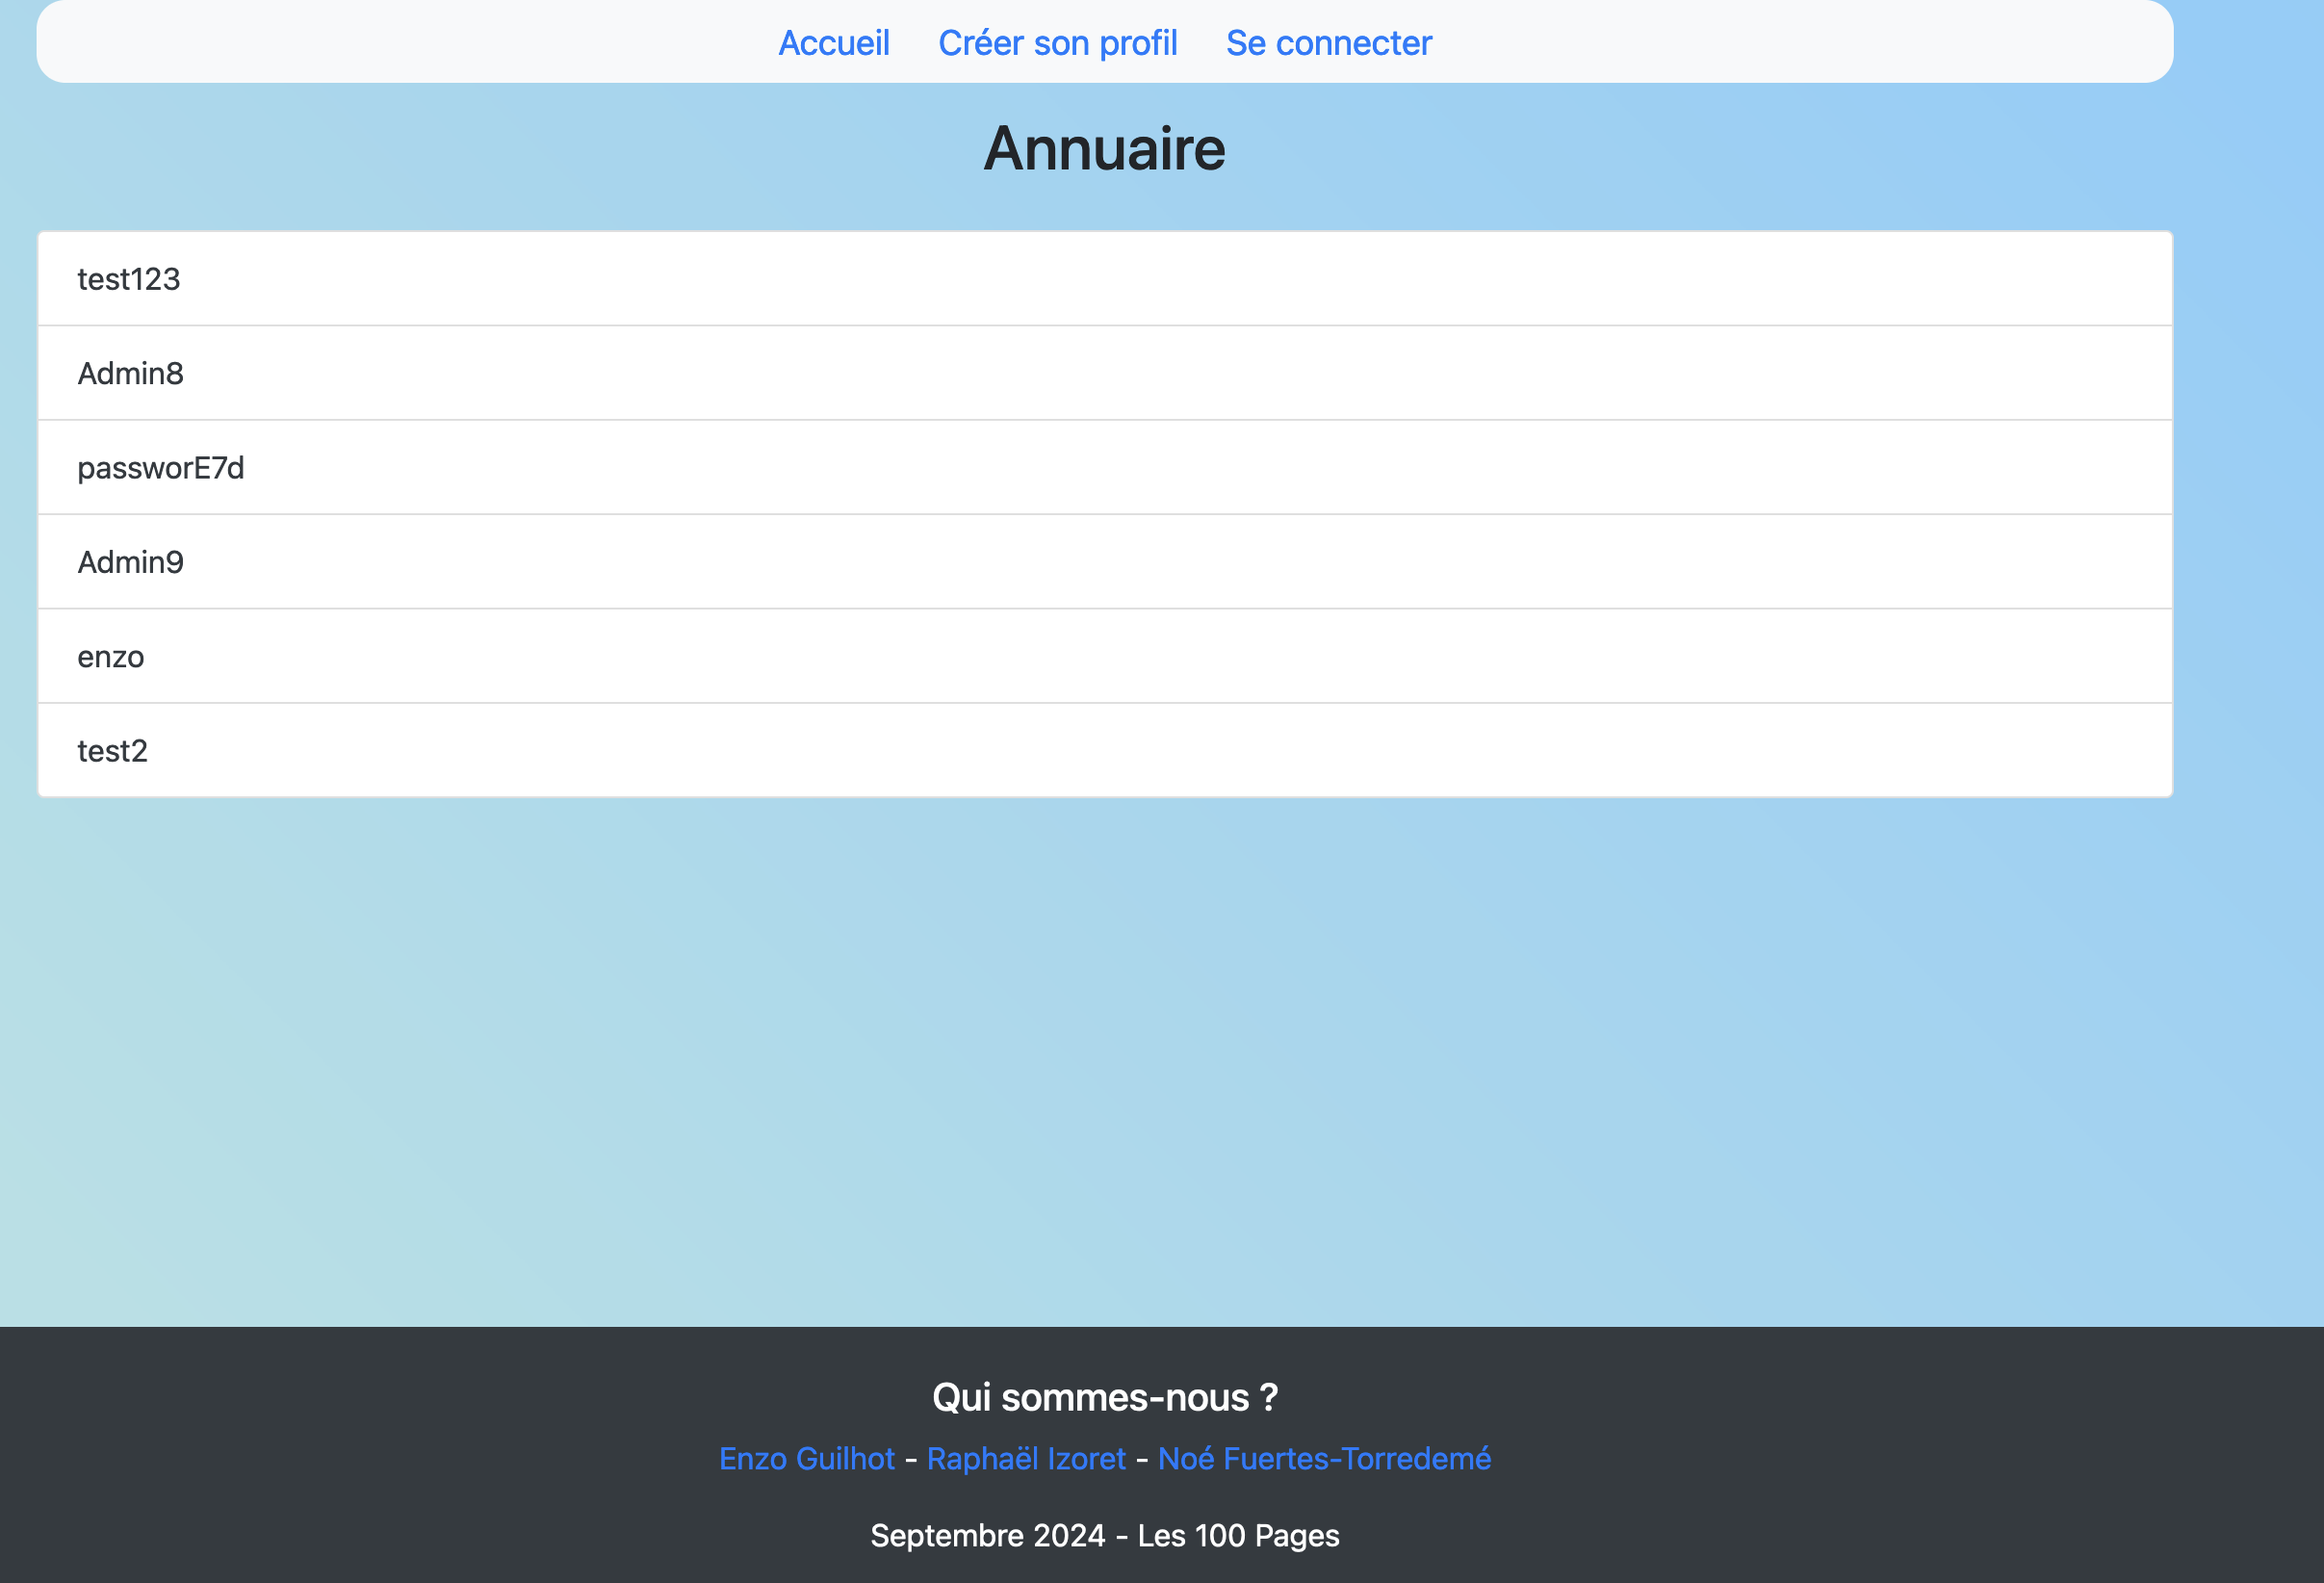 Accueil Créer son profil Se connecter
Annuaire
test123
Admin8
passworE7d
Admin9
enzo
test2
Qui sommes-nous ?
Enzo Guilhot - Raphaël Izoret - Noé Fuertes-Torredemé
Septembre 2024 - Les 100 Pages